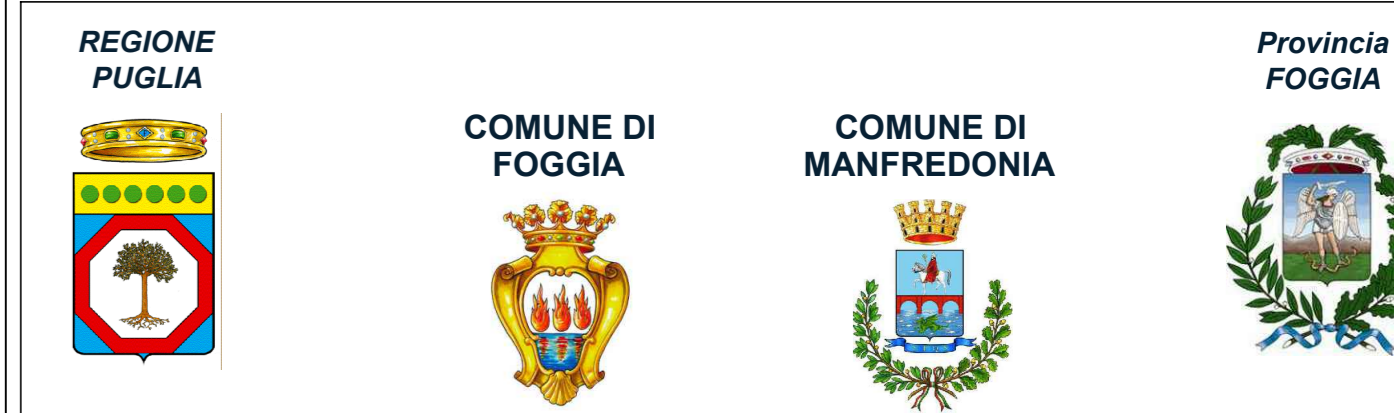 REGIONE
PUGLIA
COMUNE DI
FOGGIA
COMUNE DI
MANFREDONIA
Provincia
FOGGIA